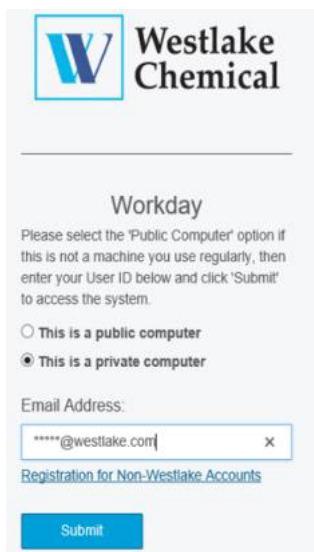 Westlake
Chemical
Workday
Please select the 'Public Computer' option if
this is not a machine you use regularly, then
enter your User ID below and click 'Submit'
to access the system.
This is a public computer
This is a private computer
Email Address:
*****@westlake.com
Registration for Non-Westlake Accounts
Submit